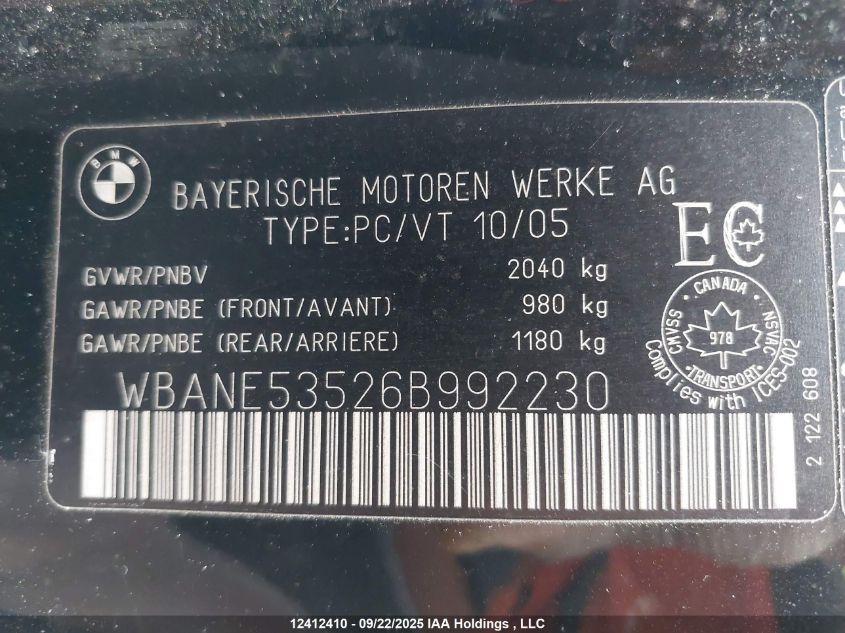 BMW
BAYERISCHE MOTOREN WERKE AG
TYPE:PC/VT 10/05
EC
GVWR/PNBV 2040 kg
GAWR/PNBE (FRONT/AVANT) 980 kg
GAWR/PNBE (REAR/ARRIERE) 1180 kg
CANADA
CMVSS 978 NSVAC
TRANSPORT
Complies with ICES-002
WBANE53526B992230
2 122 608
12412410 - 09/22/2025 IAA Holdings , LLC